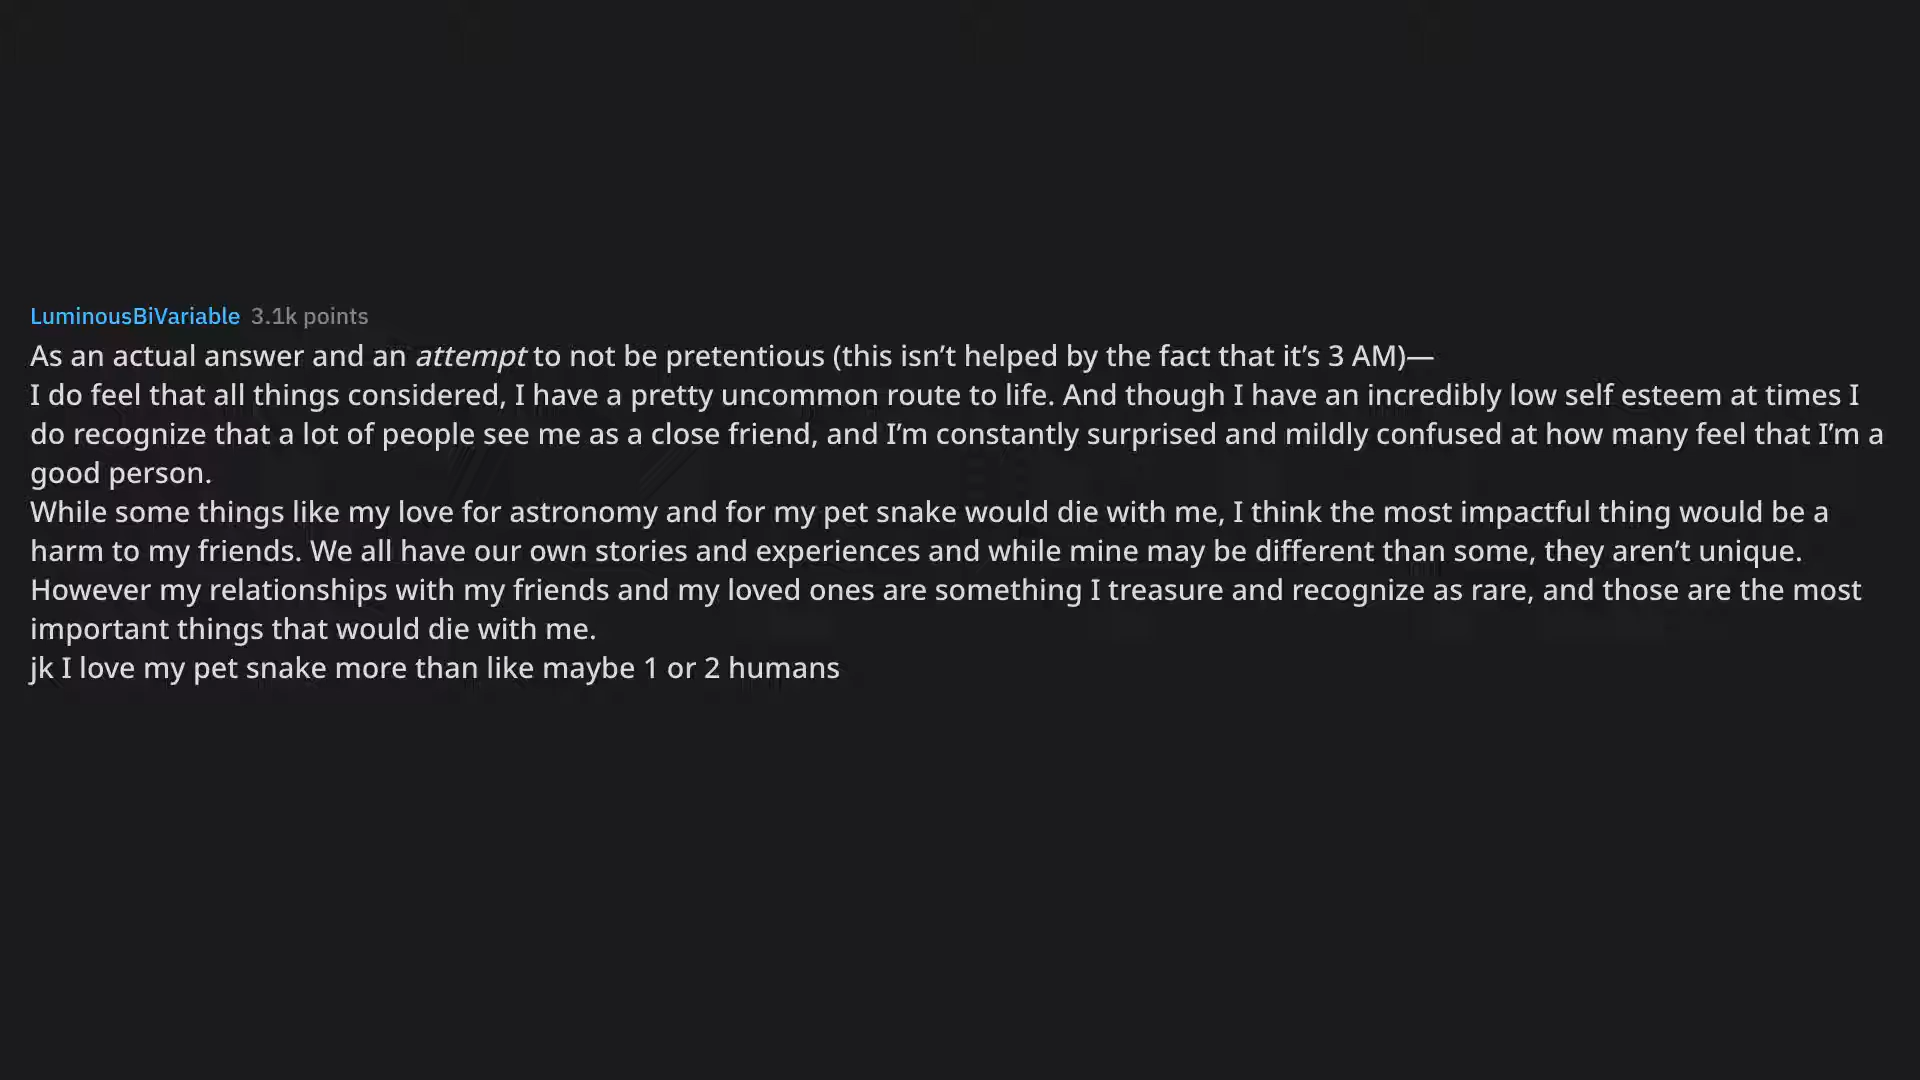 LuminousBiVariable 3.1k points
As an actual answer and an attempt to not be pretentious (this isn’t helped by the fact that it’s 3 AM)—
I do feel that all things considered, I have a pretty uncommon route to life. And though I have an incredibly low self esteem at times I
do recognize that a lot of people see me as a close friend, and I’m constantly surprised and mildly confused at how many feel that I’m a
good person.
While some things like my love for astronomy and for my pet snake would die with me, I think the most impactful thing would be a
harm to my friends. We all have our own stories and experiences and while mine may be different than some, they aren’t unique.
However my relationships with my friends and my loved ones are something I treasure and recognize as rare, and those are the most
important things that would die with me.
jk I love my pet snake more than like maybe 1 or 2 humans